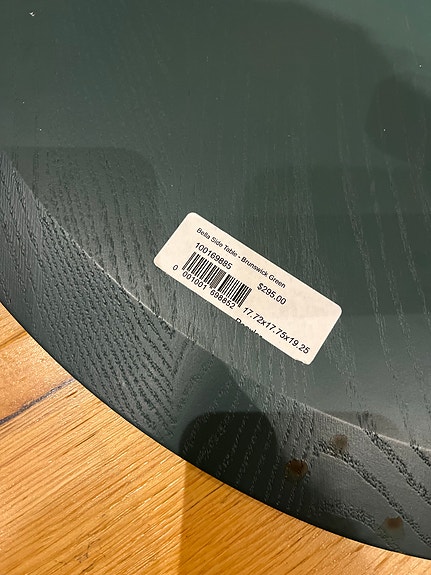 Bella Side Table - Brunswick Green
100169885
$295.00
0 001001 698852
17.72x17.75x19.25